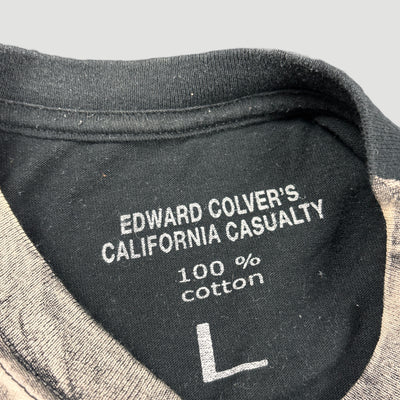 EDWARD COLVER'S
CALIFORNIA CASUALTY
100 %
cotton
L